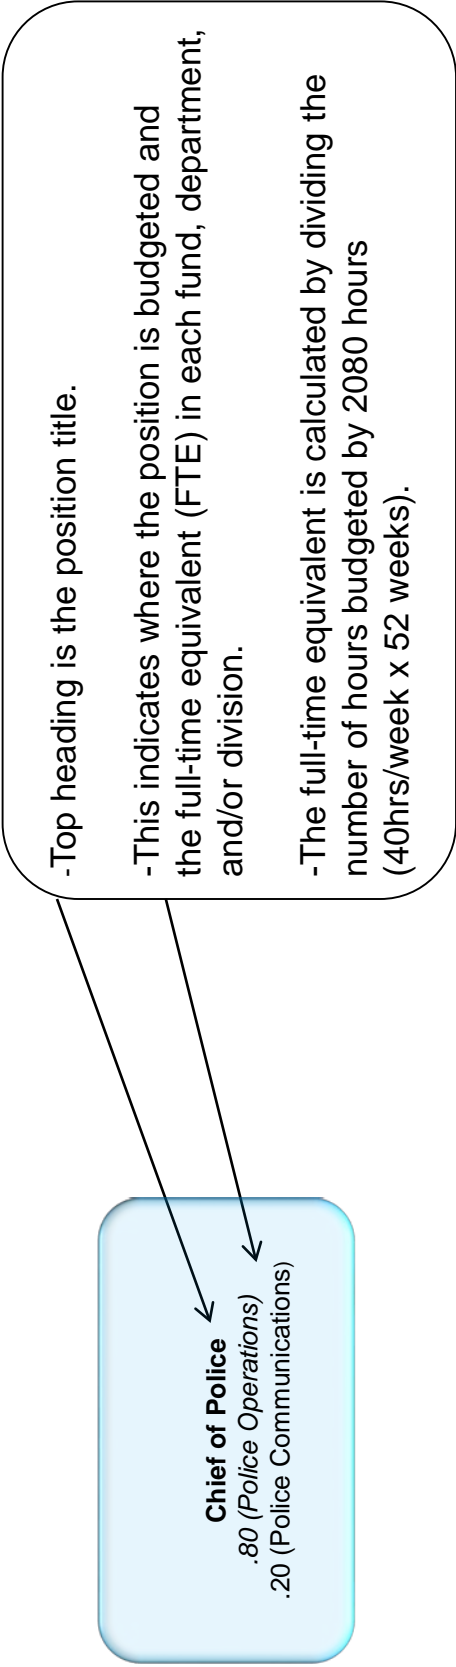 Chief of Police
.80 (Police Operations)
.20 (Police Communications)
-Top heading is the position title.
-This indicates where the position is budgeted and
the full-time equivalent (FTE) in each fund, department,
and/or division.
-The full-time equivalent is calculated by dividing the
number of hours budgeted by 2080 hours
(40hrs/week x 52 weeks).